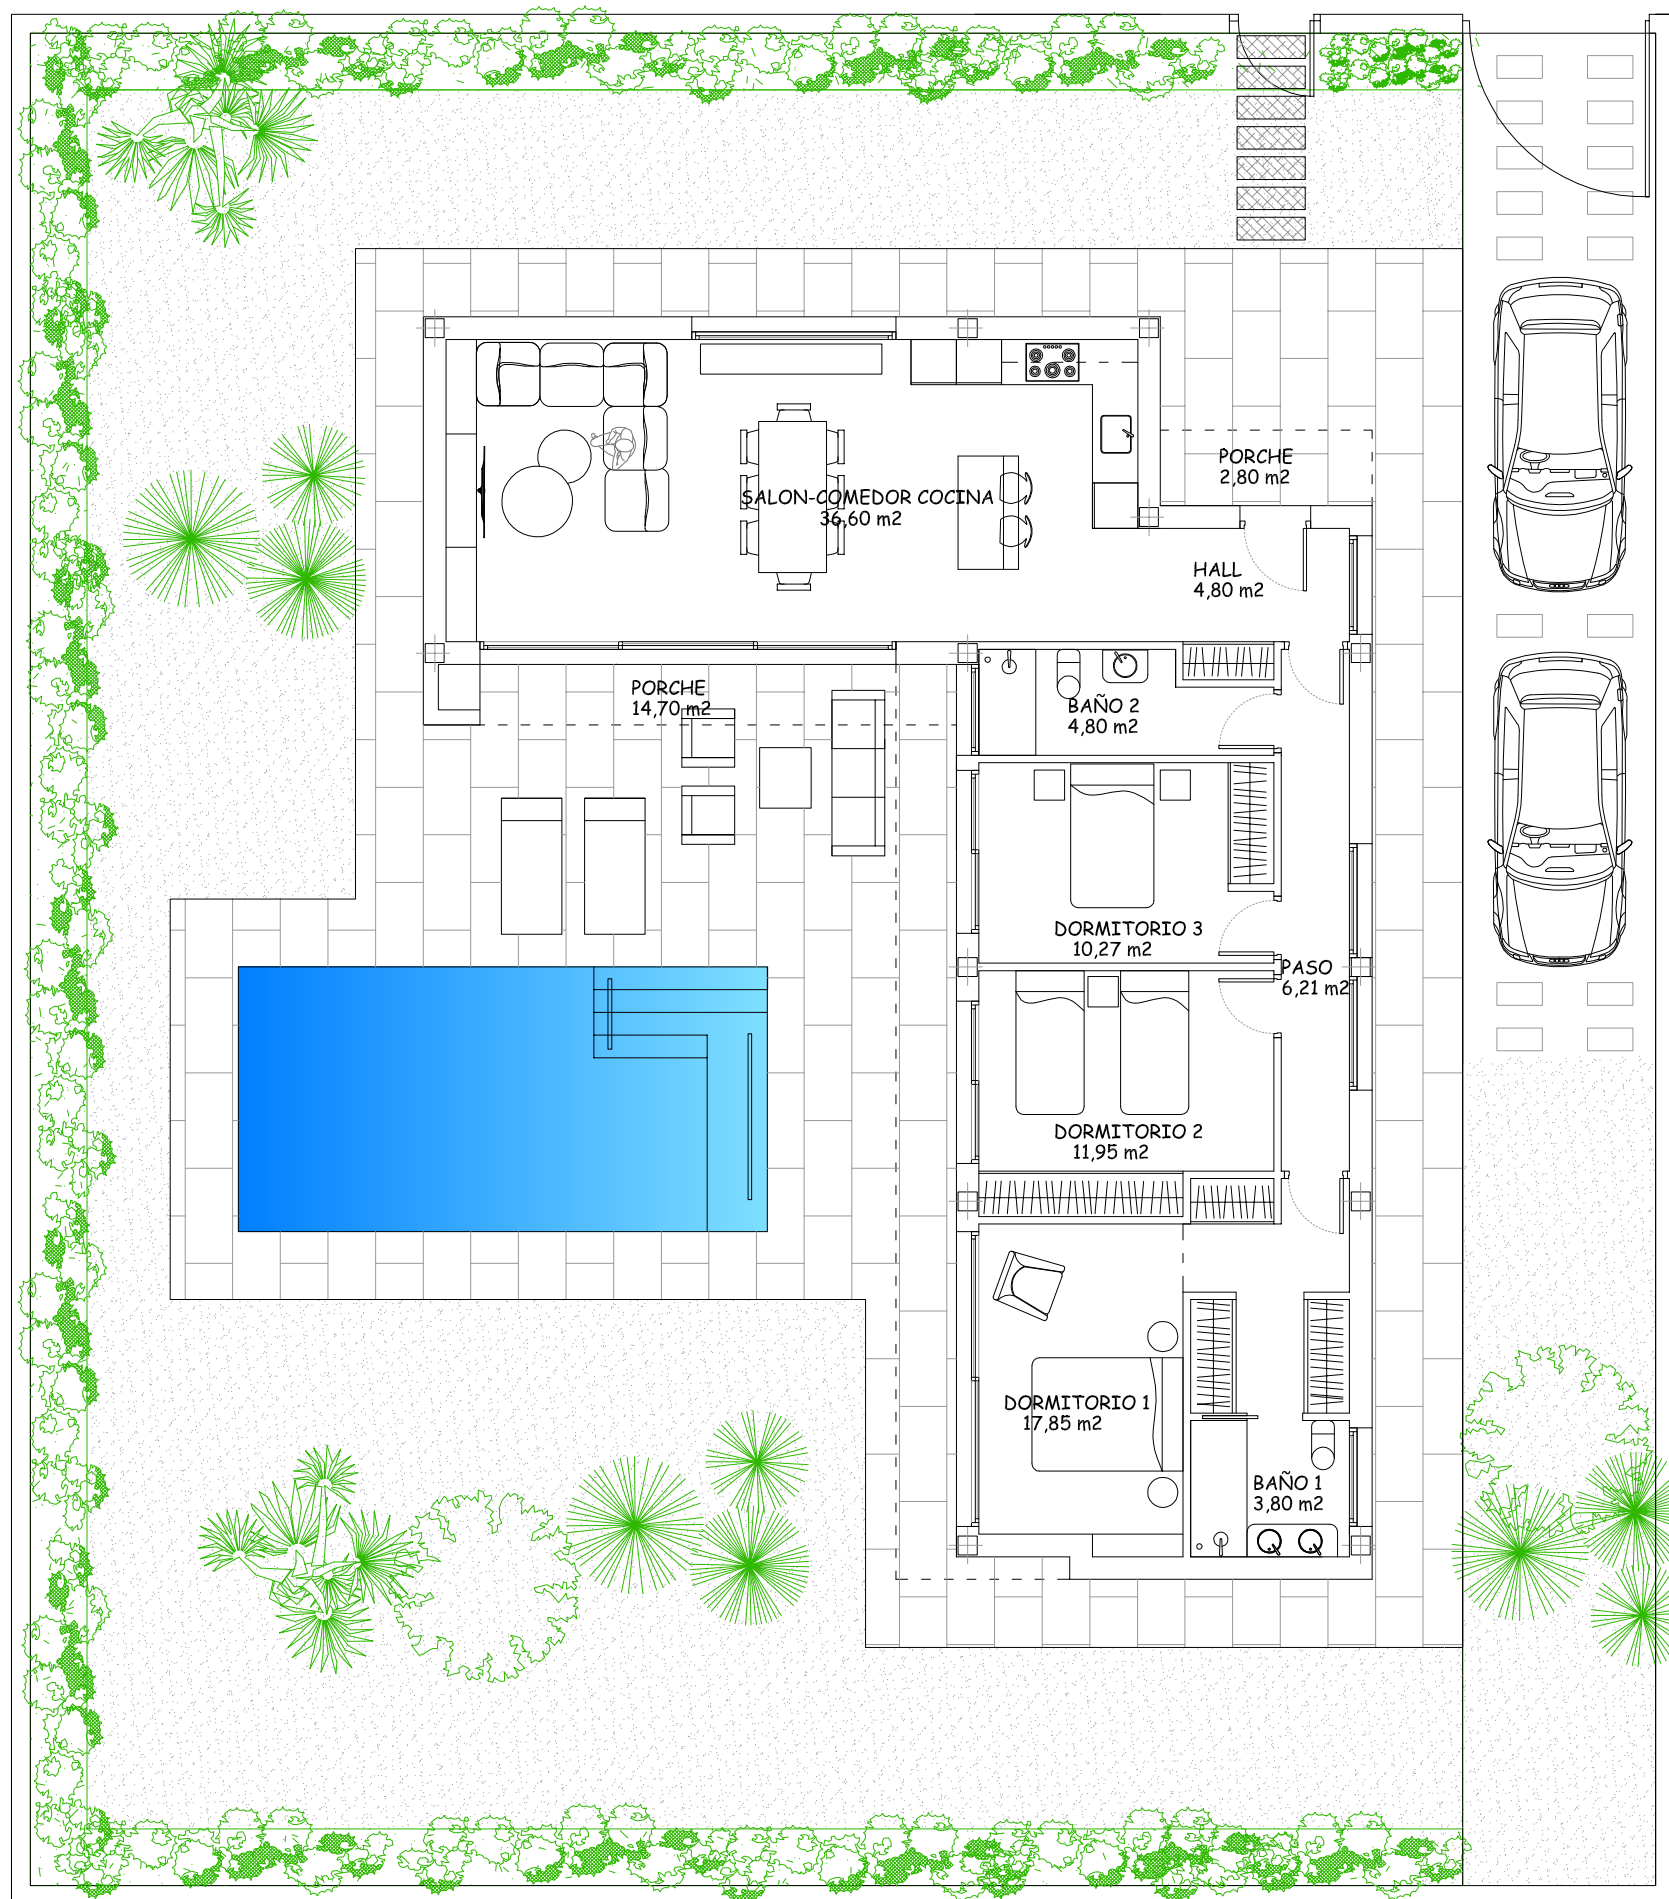 PORCHE
2,80 m2
SALON-COMEDOR COCINA
36,60 m2
HALL
4,80 m2
PORCHE
14,70 m2
BAÑO 2
4,80 m2
DORMITORIO 3
10,27 m2
PASO
6,21 m2
DORMITORIO 2
11,95 m2
DORMITORIO 1
17,85 m2
BAÑO 1
3,80 m2